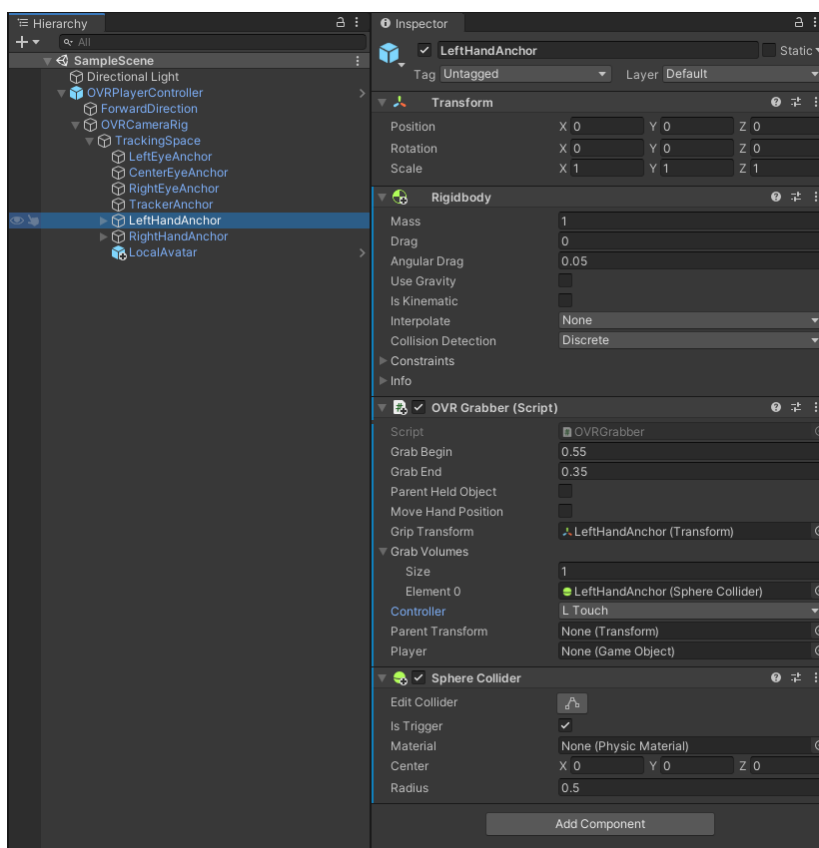 Hierarchy
All
SampleScene
Directional Light
OVRPlayerController
ForwardDirection
OVRCameraRig
TrackingSpace
LeftEyeAnchor
CenterEyeAnchor
RightEyeAnchor
TrackerAnchor
LeftHandAnchor
RightHandAnchor
LocalAvatar
Inspector
LeftHandAnchor Static
Tag Untagged Layer Default
Transform
Position X 0 Y 0 Z 0
Rotation X 0 Y 0 Z 0
Scale X 1 Y 1 Z 1
Rigidbody
Mass 1
Drag 0
Angular Drag 0.05
Use Gravity
Is Kinematic
Interpolate None
Collision Detection Discrete
Constraints
Info
OVR Grabber (Script)
Script OVRGrabber
Grab Begin 0.55
Grab End 0.35
Parent Held Object
Move Hand Position
Grip Transform LeftHandAnchor (Transform)
Grab Volumes
Size 1
Element 0 LeftHandAnchor (Sphere Collider)
Controller L Touch
Parent Transform None (Transform)
Player None (Game Object)
Sphere Collider
Edit Collider
Is Trigger
Material None (Physic Material)
Center X 0 Y 0 Z 0
Radius 0.5
Add Component